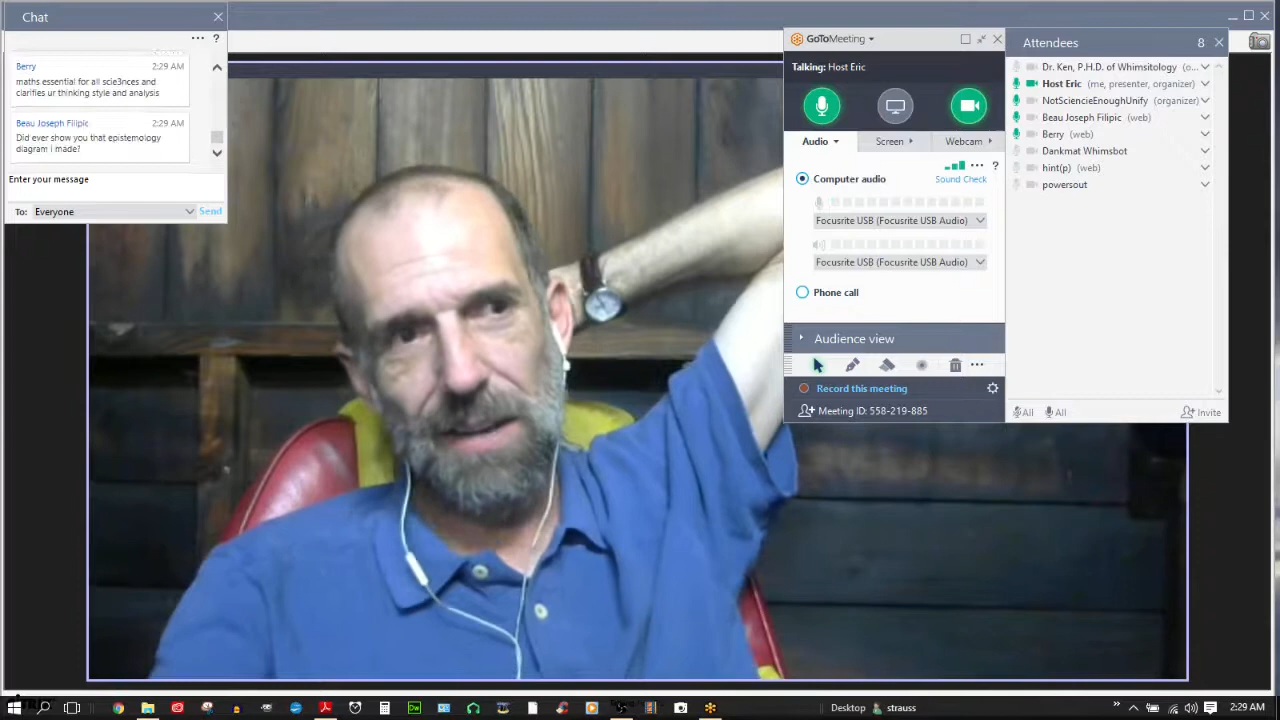 Chat
Berry 2:29 AM
maths essential for all scie3nces and
clarifies ur thinking style and analysis
Beau Joseph Filipic 2:29 AM
Did ever show you that epistemology
diagram i made?
Enter your message
To: Everyone Send
GoToMeeting
Talking: Host Eric
Audio Screen Webcam
Computer audio
Sound Check
Focusrite USB (Focusrite USB Audio)
Focusrite USB (Focusrite USB Audio)
Phone call
Audience view
Record this meeting
Meeting ID: 558-219-885
Attendees 8
Dr. Ken, P.H.D. of Whimsitology (o...
Host Eric (me, presenter, organizer)
NotSciencieEnoughUnify (organizer)
Beau Joseph Filipic (web)
Berry (web)
Dankmat Whimsbot
hint(p) (web)
powersout
All All Invite
Dw
Desktop strauss 2:29 AM